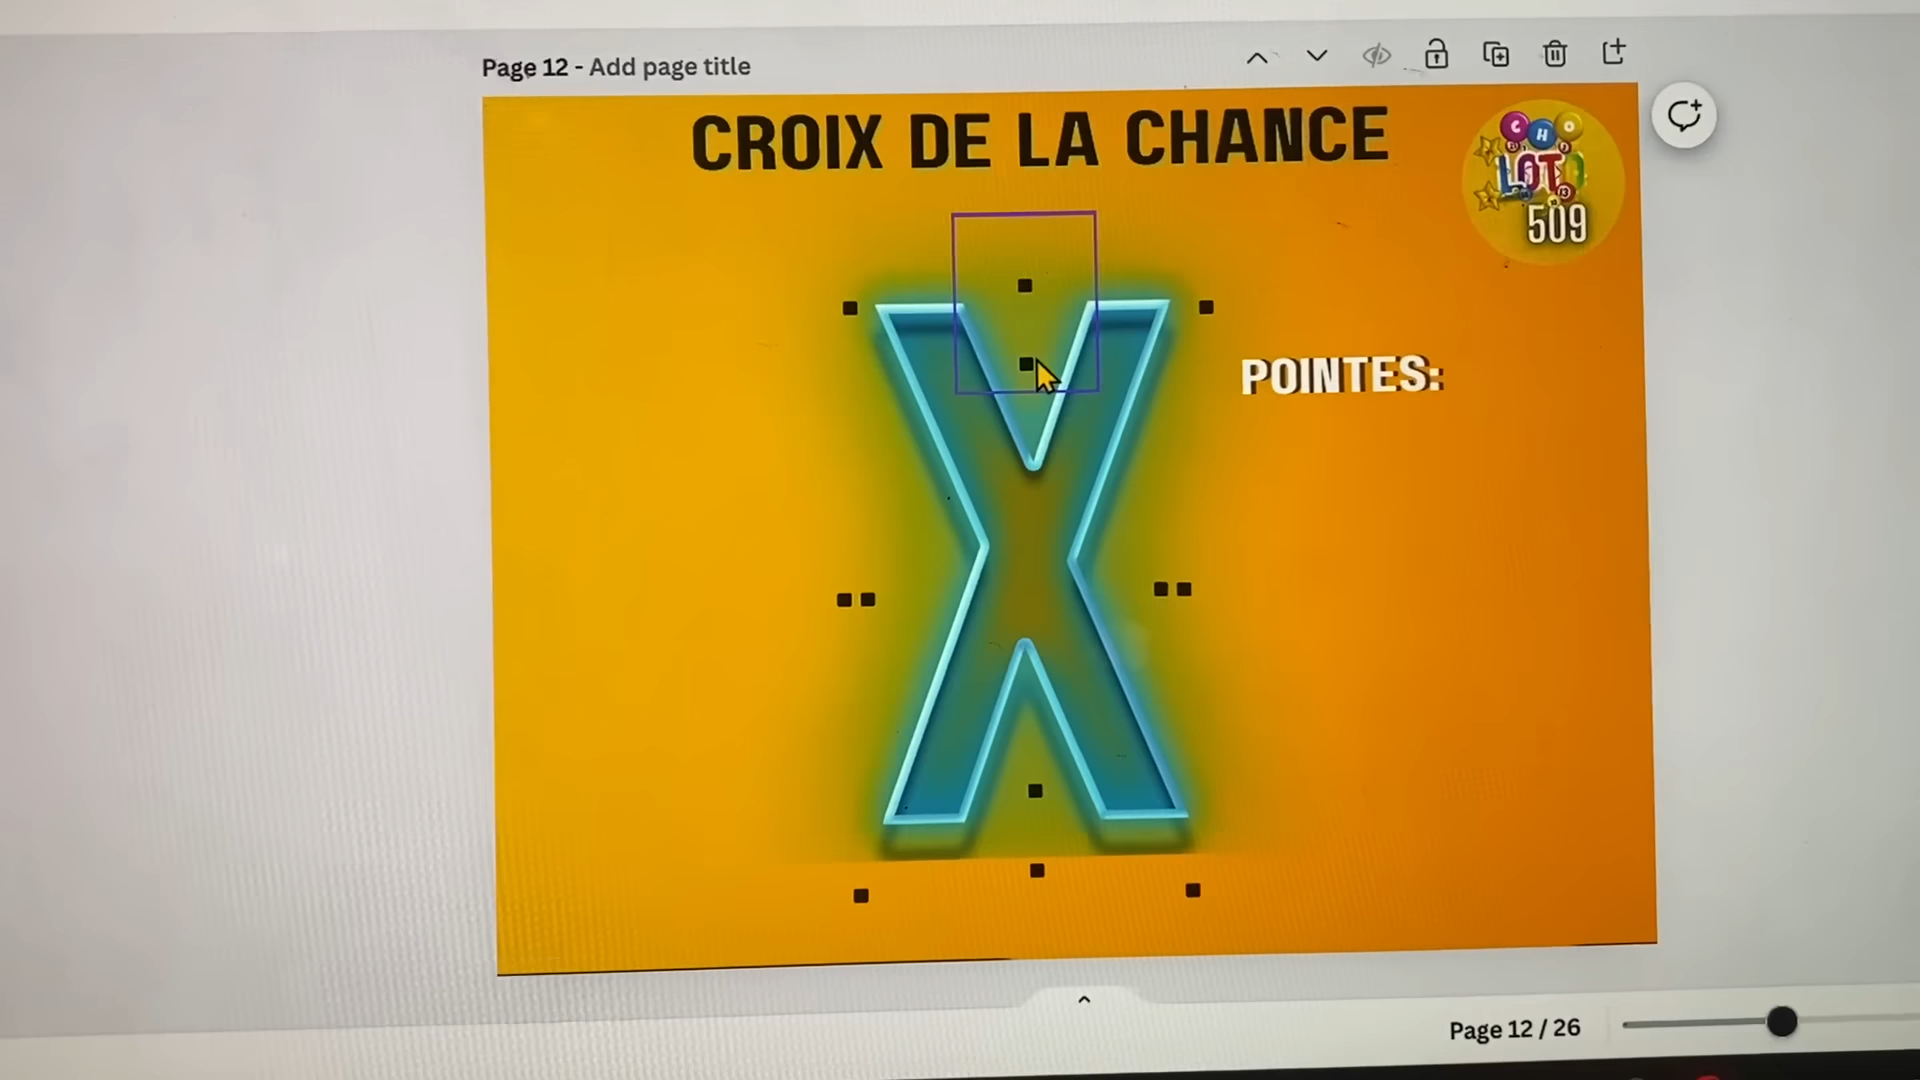 Page 12 - Add page title
CROIX DE LA CHANCE
C H O
LOTO
509
POINTES:
X
Page 12 / 26